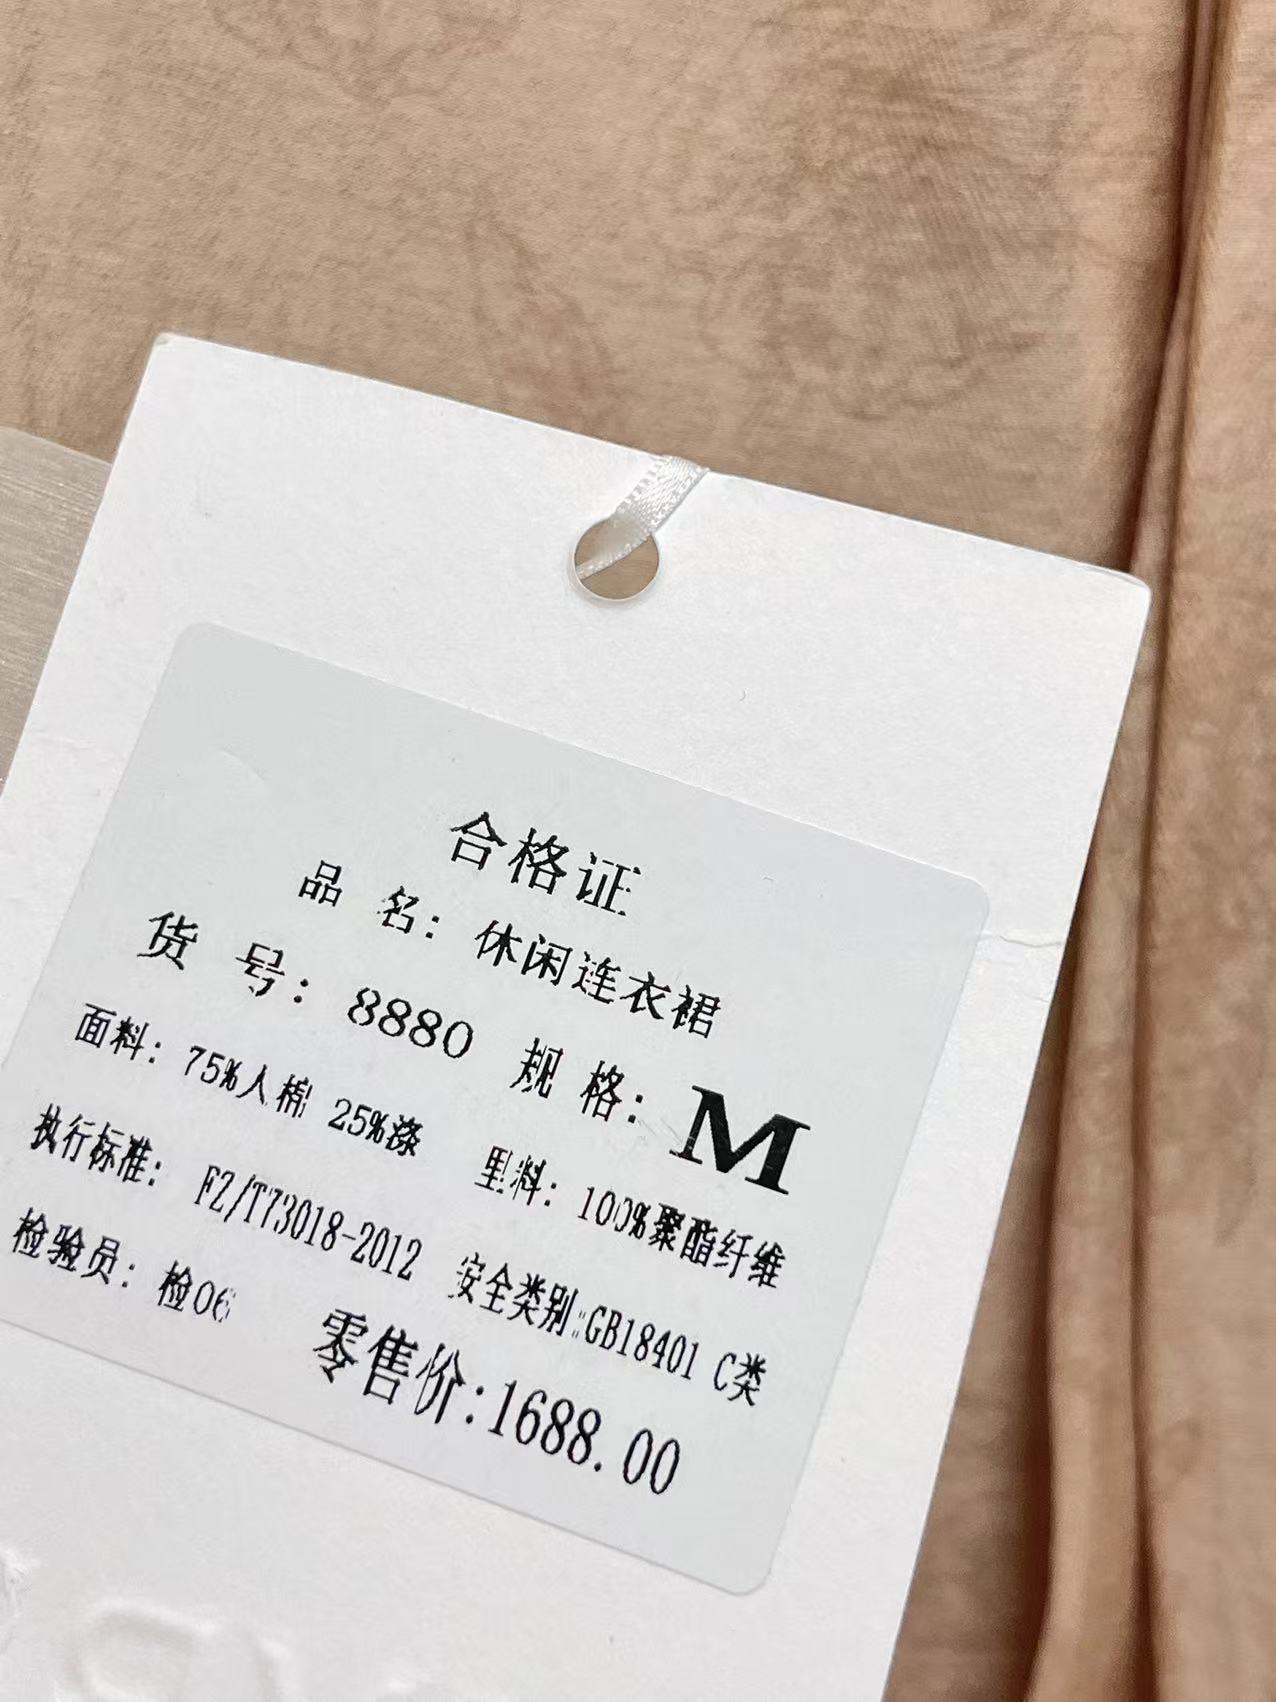 合格证
品 名：休闲连衣裙
货 号：8880 规 格：M
面料：75%人棉 25%涤 里料：100%聚酯纤维
执行标准：FZ/T73018-2012 安全类别:GB18401 C类
检验员：检06
零售价:1688.00